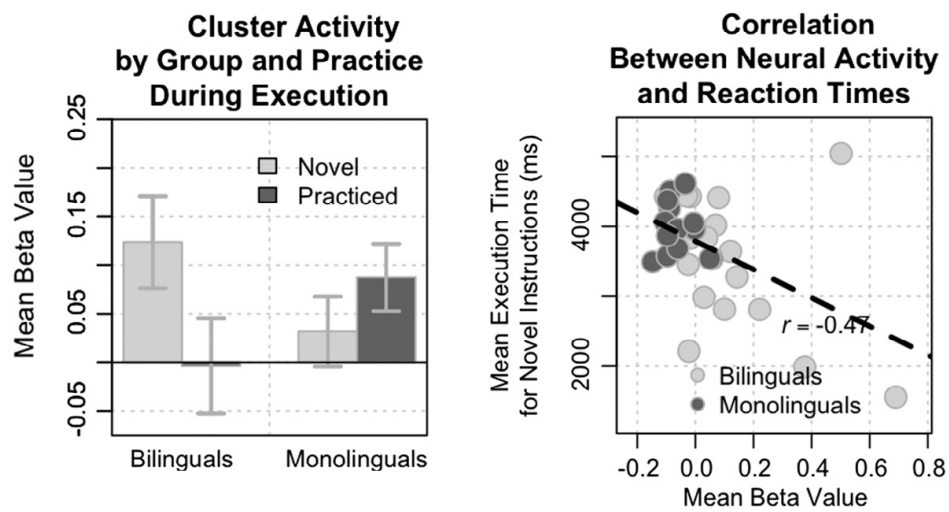 Cluster Activity
by Group and Practice
During Execution
Mean Beta Value
0.25
0.15
0.05
-0.05
Novel
Practiced
Bilinguals
Monolinguals
Correlation
Between Neural Activity
and Reaction Times
Mean Execution Time
for Novel Instructions (ms)
4000
2000
r = -0.47
Bilinguals
Monolinguals
-0.2 0.0 0.2 0.4 0.6 0.8
Mean Beta Value